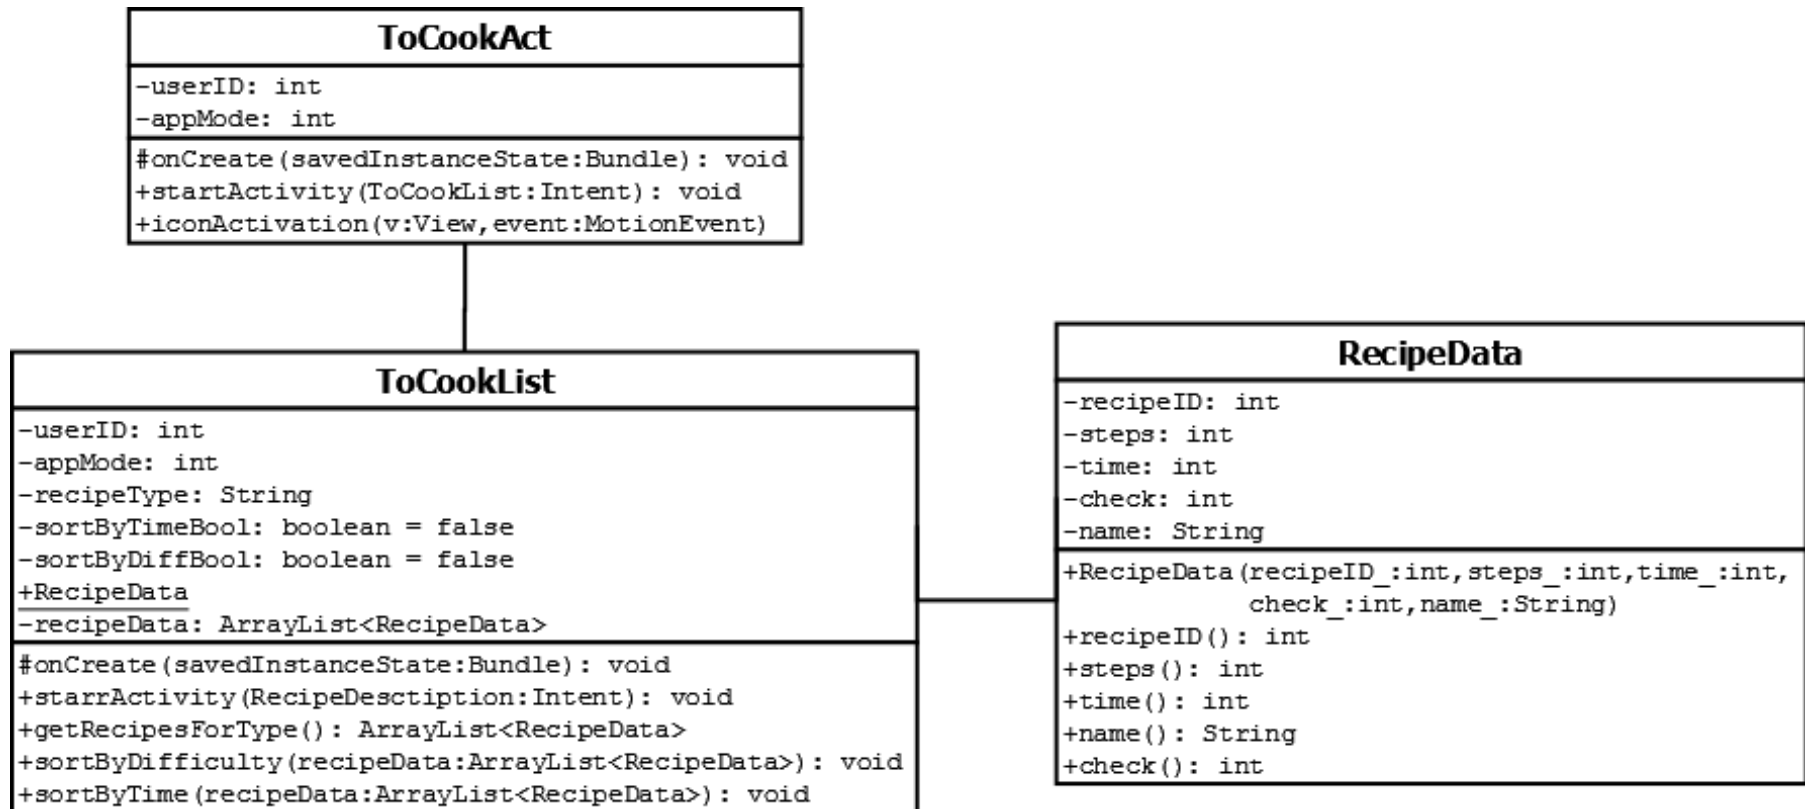 ToCookAct
-userID: int
-appMode: int
#onCreate(savedInstanceState:Bundle): void
+startActivity(ToCookList:Intent): void
+iconActivation(v:View,event:MotionEvent)
ToCookList
-userID: int
-appMode: int
-recipeType: String
-sortByTimeBool: boolean = false
-sortByDiffBool: boolean = false
+RecipeData
-recipeData: ArrayList<RecipeData>
#onCreate(savedInstanceState:Bundle): void
+starrActivity(RecipeDesctiption:Intent): void
+getRecipesForType(): ArrayList<RecipeData>
+sortByDifficulty(recipeData:ArrayList<RecipeData>): void
+sortByTime(recipeData:ArrayList<RecipeData>): void
RecipeData
-recipeID: int
-steps: int
-time: int
-check: int
-name: String
+RecipeData(recipeID_:int,steps_:int,time_:int,
check_:int,name_:String)
+recipeID(): int
+steps(): int
+time(): int
+name(): String
+check(): int